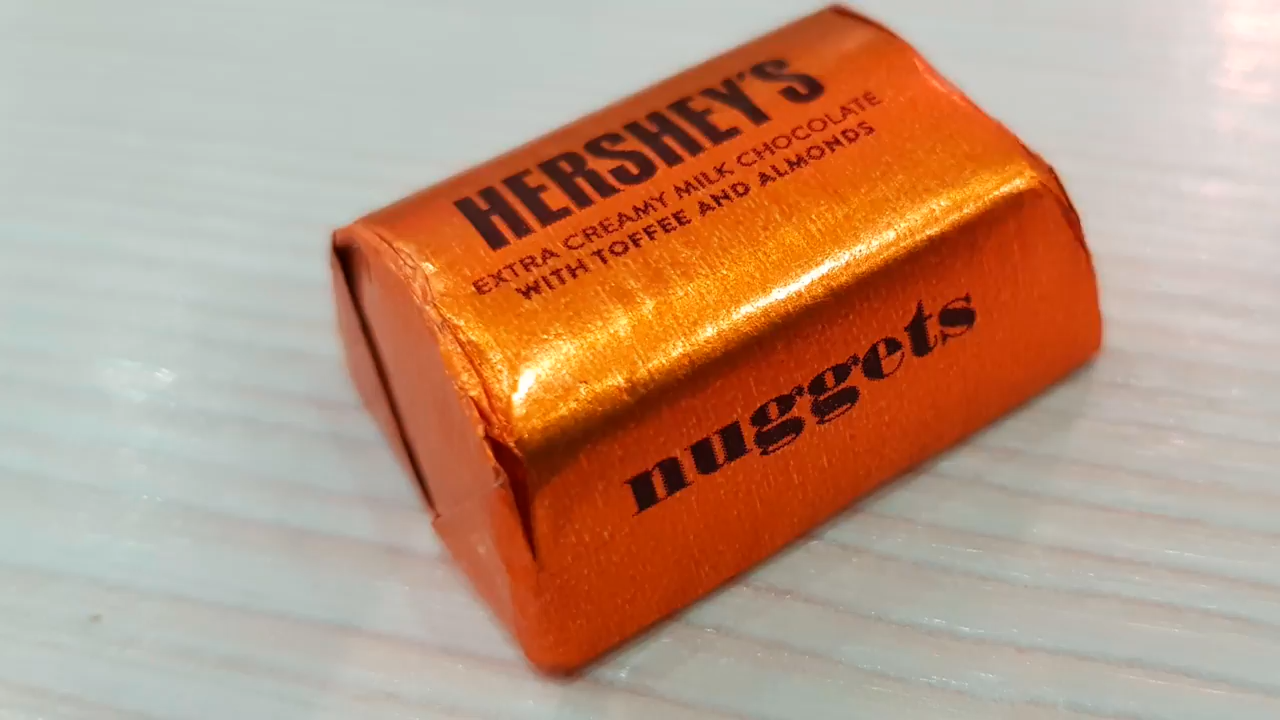 HERSHEY'S
EXTRA CREAMY MILK CHOCOLATE
WITH TOFFEE AND ALMONDS
nuggets